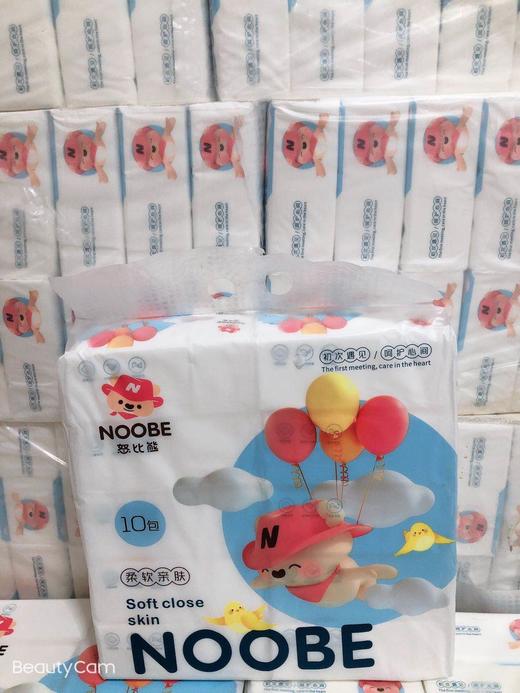 初次遇见/呵护心间
The first meeting, care in the heart
N
NOOBE
怒比熊
10包
柔软亲肤
Soft close
skin
N
NOOBE
BeautyCam